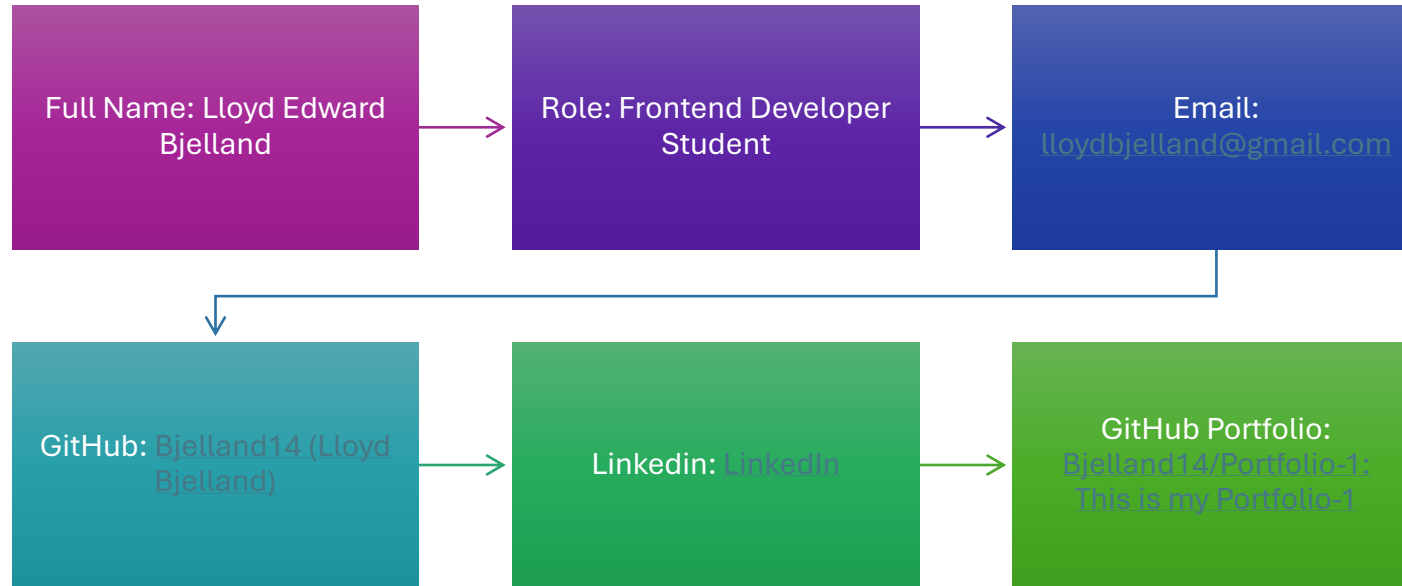 Full Name: Lloyd Edward
Bjelland
Role: Frontend Developer
Student
Email:
lloydbjelland@gmail.com
GitHub: Bjelland14 (Lloyd
Bjelland)
Linkedin: LinkedIn
GitHub Portfolio:
Bjelland14/Portfolio-1:
This is my Portfolio-1